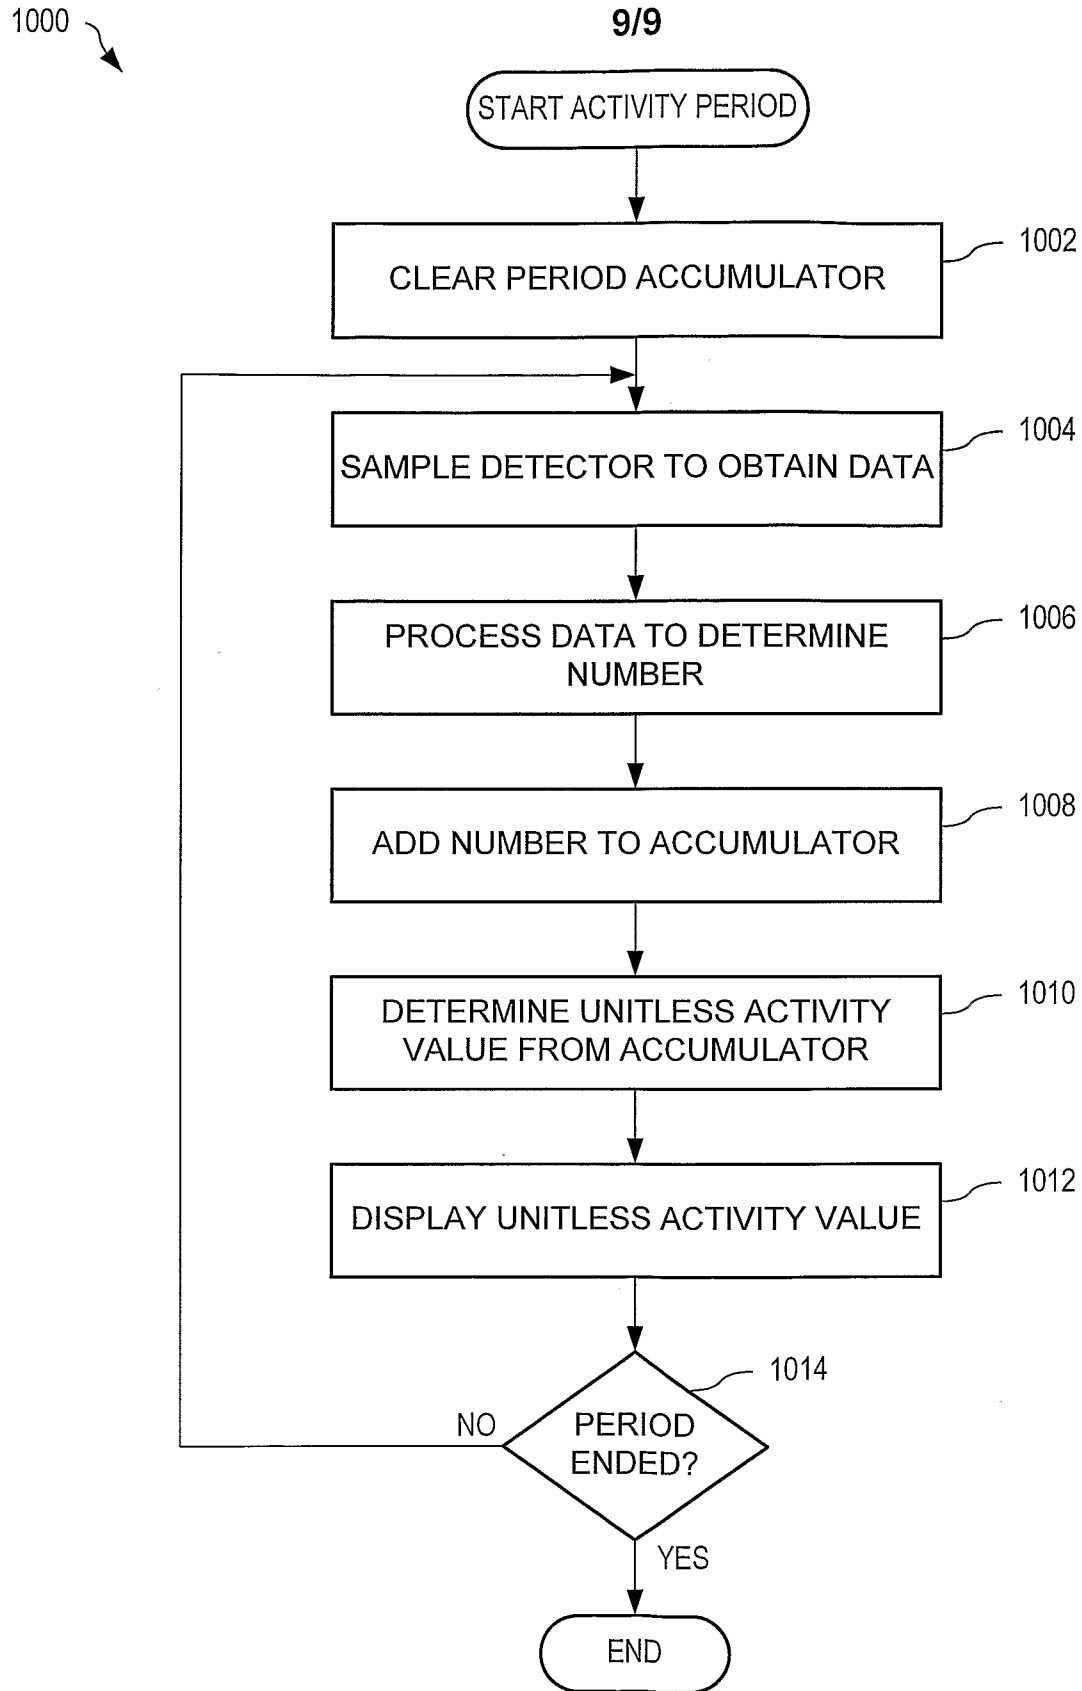 1000
9/9
START ACTIVITY PERIOD
1002
CLEAR PERIOD ACCUMULATOR
1004
SAMPLE DETECTOR TO OBTAIN DATA
1006
PROCESS DATA TO DETERMINE
NUMBER
1008
ADD NUMBER TO ACCUMULATOR
1010
DETERMINE UNITLESS ACTIVITY
VALUE FROM ACCUMULATOR
1012
DISPLAY UNITLESS ACTIVITY VALUE
1014
NO
PERIOD
ENDED?
YES
END